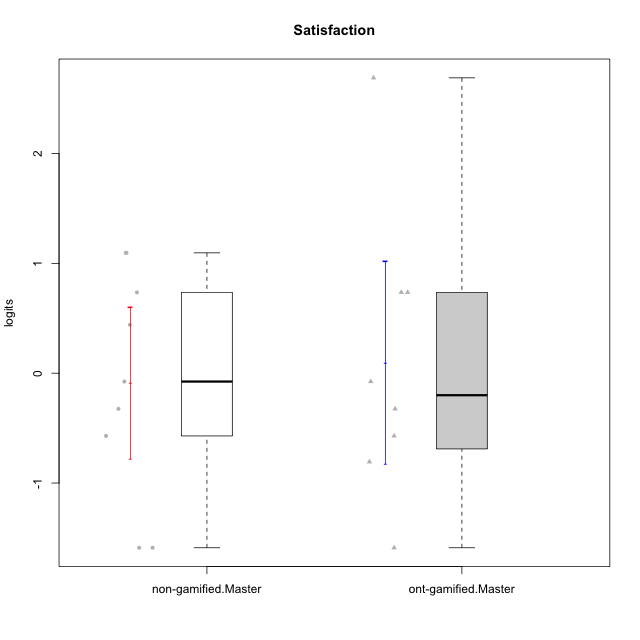 Satisfaction
logits
2
1
0
-1
non-gamified.Master
ont-gamified.Master